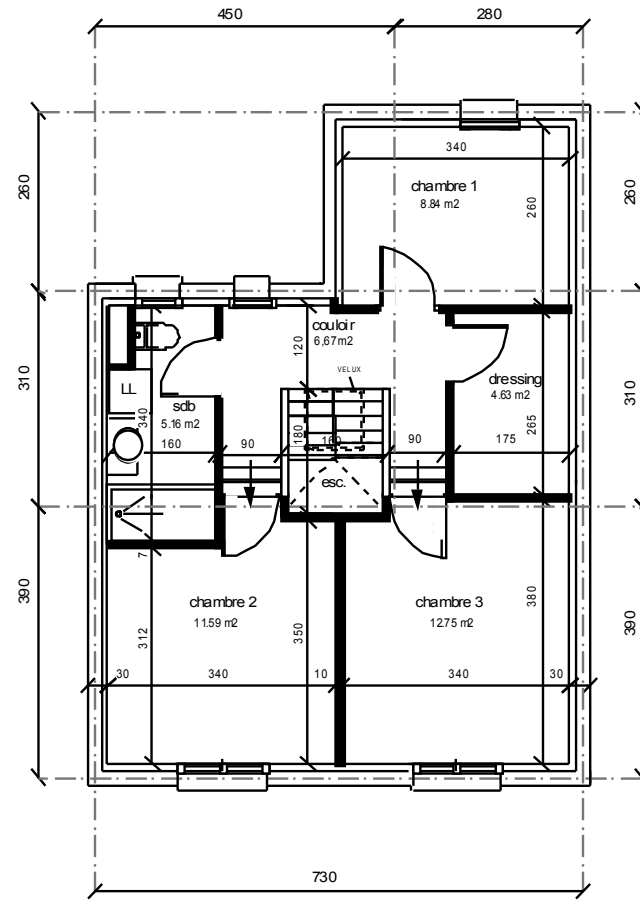 450
280
260
260
340
chambre 1
8.84 m2
260
couloir
6,67m2
120
VELUX
310
310
LL
340
sdb
5.16 m2
dressing
4.63 m2
265
160
90
180
160
90
175
esc.
7
390
390
chambre 2
11.59 m2
chambre 3
12.75 m2
380
312
350
30
340
10
340
30
730